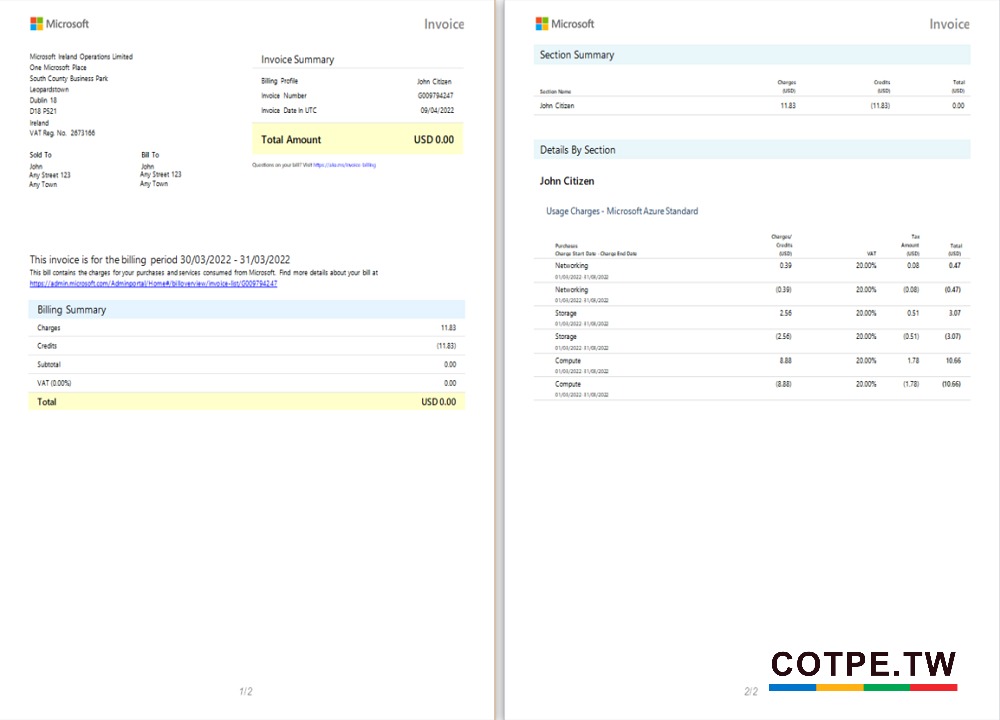 Microsoft
Invoice
Microsoft Ireland Operations Limited
One Microsoft Place
South County Business Park
Leopardstown
Dublin 18
D18 P521
Ireland
VAT Reg. No. 2673166
Invoice Summary
Billing Profile John Citizen
Invoice Number G009794247
Invoice Date in UTC 09/04/2022
Total Amount USD 0.00
Questions on your bill? Visit https://aka.ms/invoice-billing
Sold To
John
Any Street 123
Any Town
Bill To
John
Any Street 123
Any Town
This invoice is for the billing period 30/03/2022 - 31/03/2022
This bill contains the charges for your purchases and services consumed from Microsoft. Find more details about your bill at
https://admin.microsoft.com/Adminportal/Home#/billoverview/invoice-list/G009794247
Billing Summary
Charges 11.83
Credits (11.83)
Subtotal 0.00
VAT (0.00%) 0.00
Total USD 0.00
1/2
Microsoft
Invoice
Section Summary
Section Name Charges (USD) Credits (USD) Total (USD)
John Citizen 11.83 (11.83) 0.00
Details By Section
John Citizen
Usage Charges - Microsoft Azure Standard
Purchases
Charge Start Date - Charge End Date Charges/ Credits (USD) VAT Tax Amount (USD) Total (USD)
Networking 0.39 20.00% 0.08 0.47
01/03/2022-31/03/2022
Networking (0.39) 20.00% (0.08) (0.47)
01/03/2022-31/03/2022
Storage 2.56 20.00% 0.51 3.07
01/03/2022-31/03/2022
Storage (2.56) 20.00% (0.51) (3.07)
01/03/2022-31/03/2022
Compute 8.88 20.00% 1.78 10.66
01/03/2022-31/03/2022
Compute (8.88) 20.00% (1.78) (10.66)
01/03/2022-31/03/2022
2/2
COTPE.TW